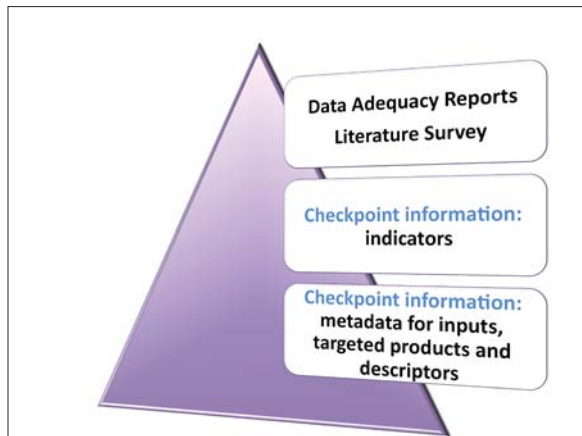 Data Adequacy Reports
Literature Survey
Checkpoint information:
indicators
Checkpoint information:
metadata for inputs,
targeted products and
descriptors